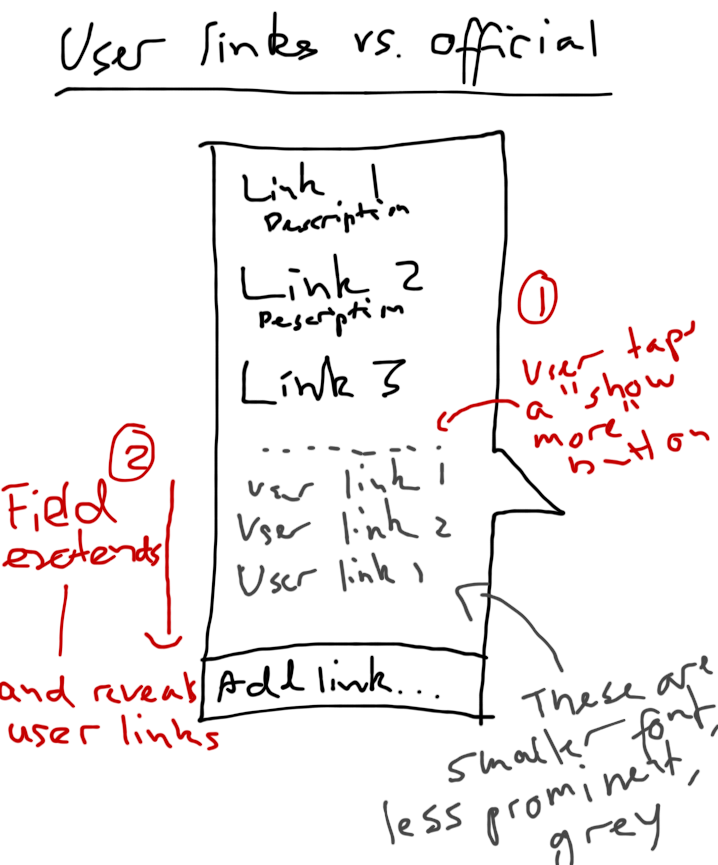 User links vs. official
Link 1
Description
Link 2
Description
Link 3
user link 1
User link 2
User link 1
Add link...
1
User taps
a "show
more"
button
2
Field
extends
and reveals
user links
These are
smaller font,
less prominent,
grey